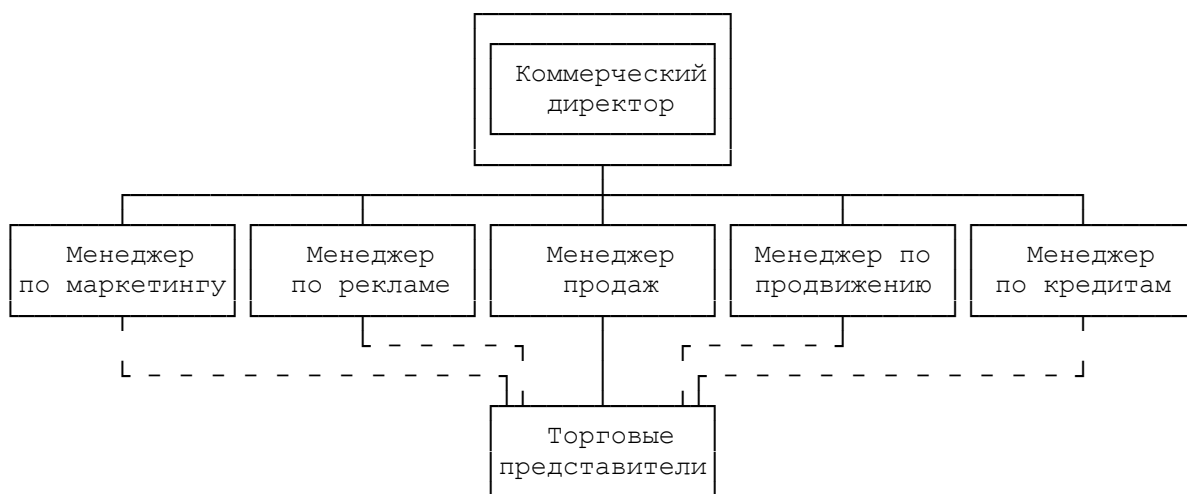 Коммерческий
директор
Менеджер
по маркетингу
Менеджер
по рекламе
Менеджер
продаж
Менеджер по
продвижению
Менеджер
по кредитам
Торговые
представители